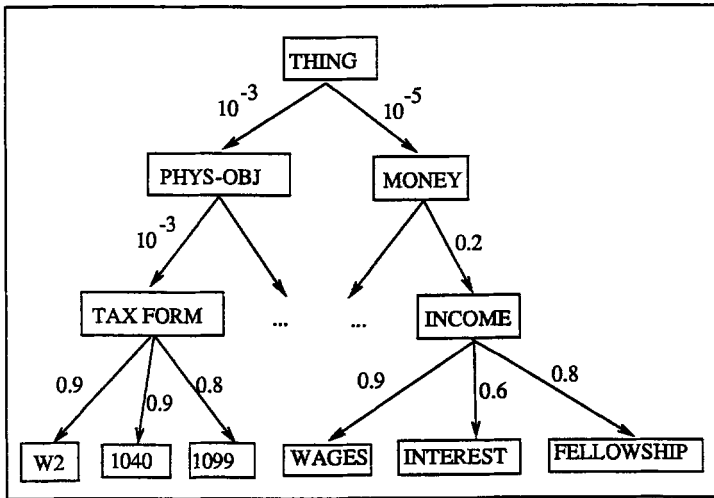 THING
10^-3 10^-5
PHYS-OBJ MONEY
10^-3 0.2
TAX FORM ... ... INCOME
0.9 0.9 0.8 0.9 0.6 0.8
W2 1040 1099 WAGES INTEREST FELLOWSHIP